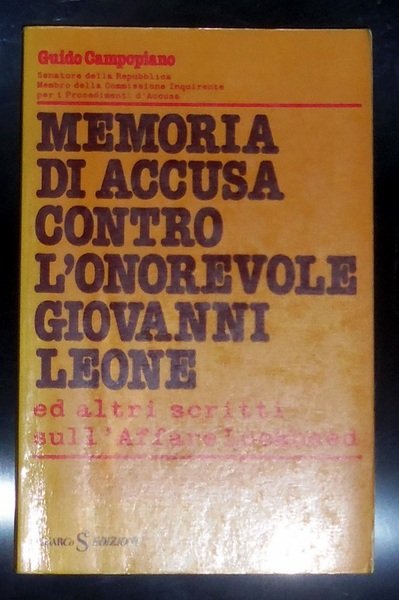 Guido Campopiano
Senatore della Repubblica
Membro della Commissione Inquirente
per i Procedimenti d'Accusa
MEMORIA
DI ACCUSA
CONTRO
L'ONOREVOLE
GIOVANNI
LEONE
ed altri scritti
sull'Affare Lockheed
EDIZIONI